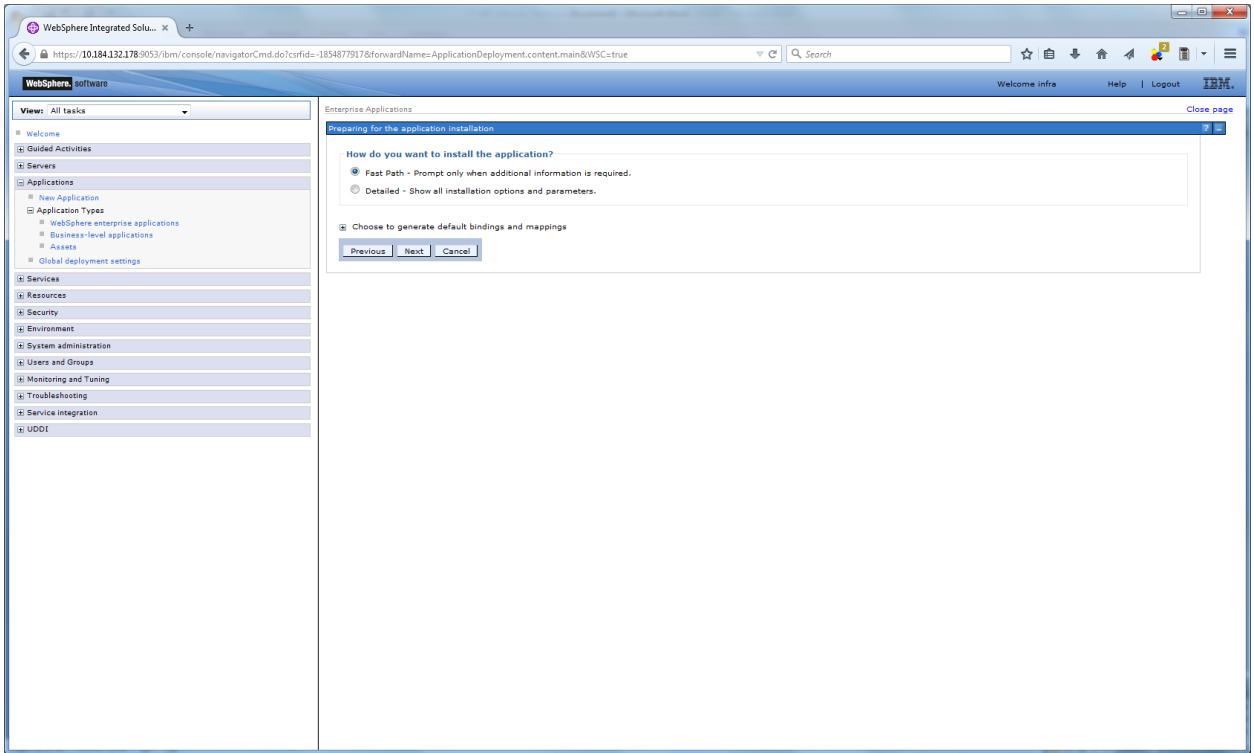 WebSphere Integrated Solu...
https://10.184.132.178:9053/ibm/console/navigatorCmd.do?csrfid=-1854877917&forwardName=ApplicationDeployment.content.main&WSC=true
Search
2
WebSphere. software
Welcome infra
Help | Logout
IBM.
View: All tasks
Welcome
Guided Activities
Servers
Applications
New Application
Application Types
WebSphere enterprise applications
Business-level applications
Assets
Global deployment settings
Services
Resources
Security
Environment
System administration
Users and Groups
Monitoring and Tuning
Troubleshooting
Service integration
UDDI
Enterprise Applications
Close page
Preparing for the application installation
?
How do you want to install the application?
Fast Path - Prompt only when additional information is required.
Detailed - Show all installation options and parameters.
Choose to generate default bindings and mappings
Previous Next Cancel